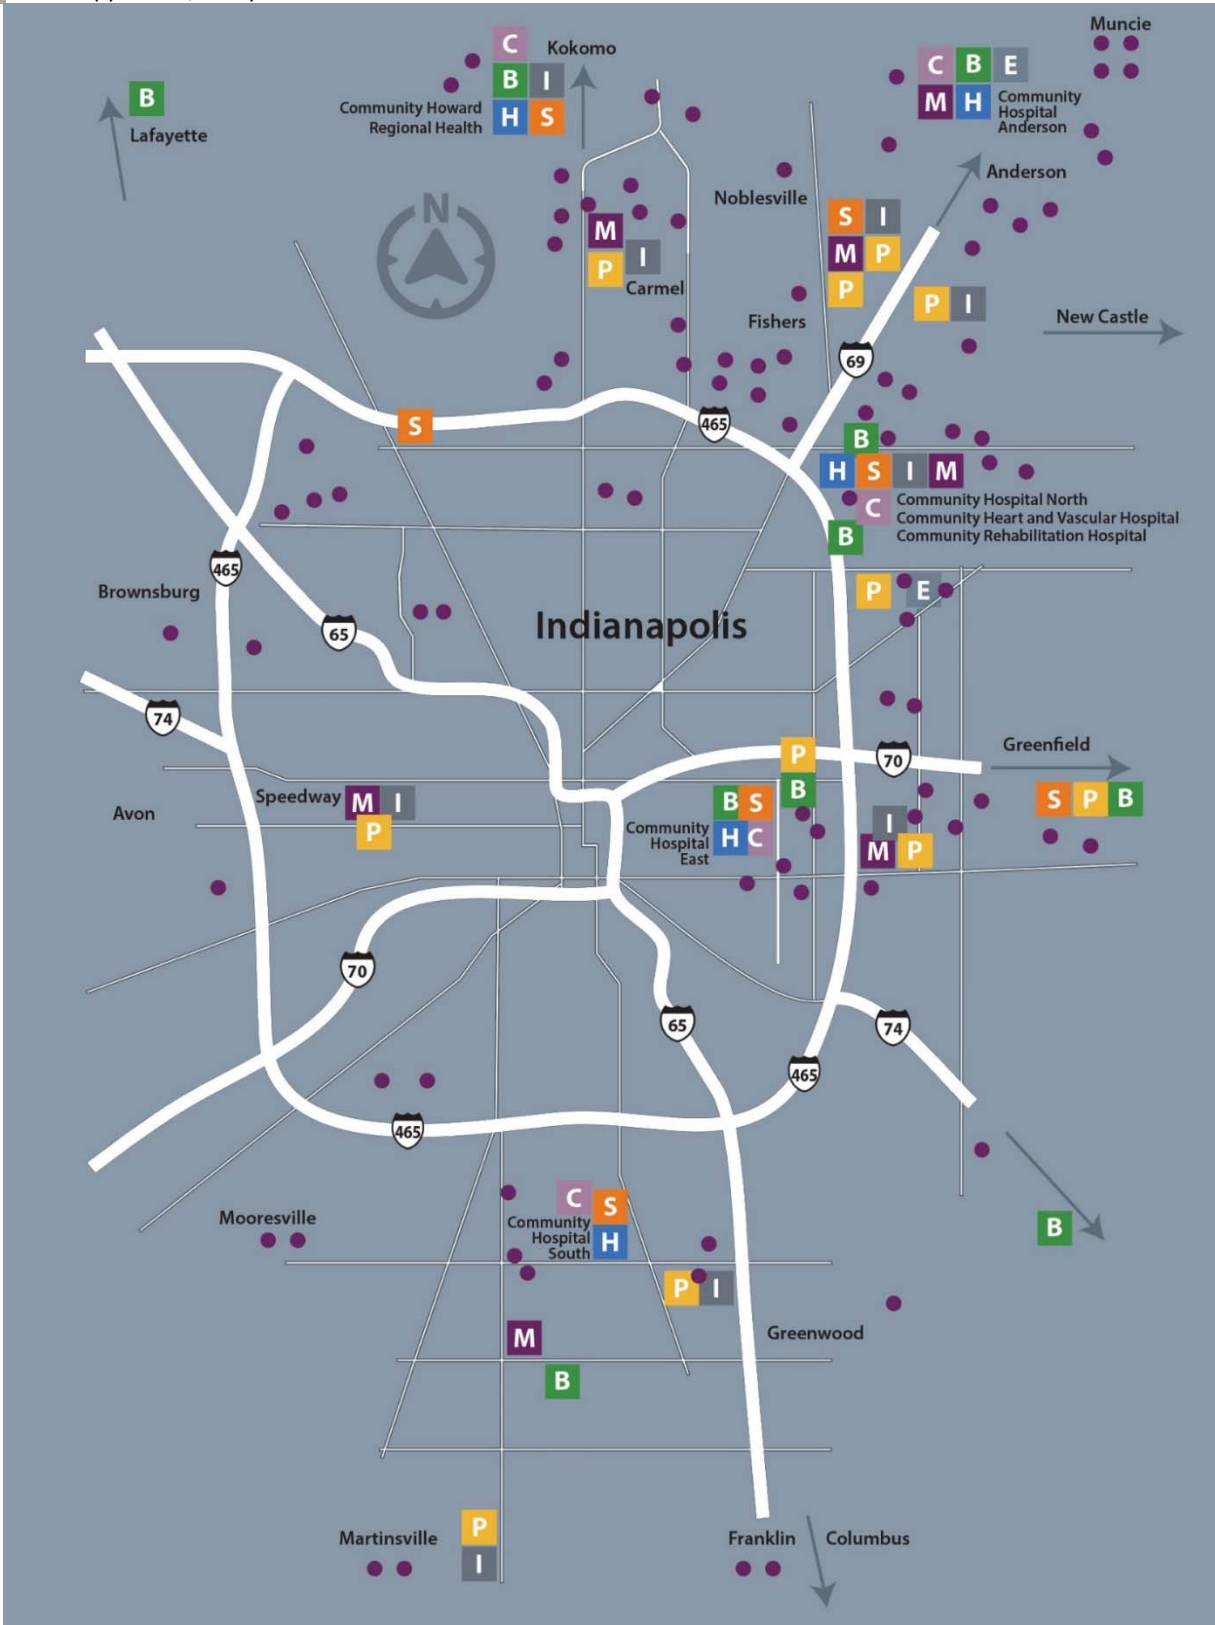 Muncie
C
Kokomo
B I
H S
Community Howard
Regional Health
C B E
M H
Community
Hospital
Anderson
B
Lafayette
Anderson
N
Noblesville
S I
M P
P
M
P I
Carmel
P I
Fishers
New Castle
69
S
465
B
H S I M
C
Community Hospital North
Community Heart and Vascular Hospital
Community Rehabilitation Hospital
B
465
Brownsburg
P E
65
Indianapolis
74
P
70
Greenfield
Speedway
M I
P
Avon
B S
H C
Community
Hospital
East
B
I
M P
S P B
70
65
74
465
465
C S
H
Community
Hospital
South
Mooresville
B
P I
M
Greenwood
B
P
I
Martinsville
Franklin
Columbus